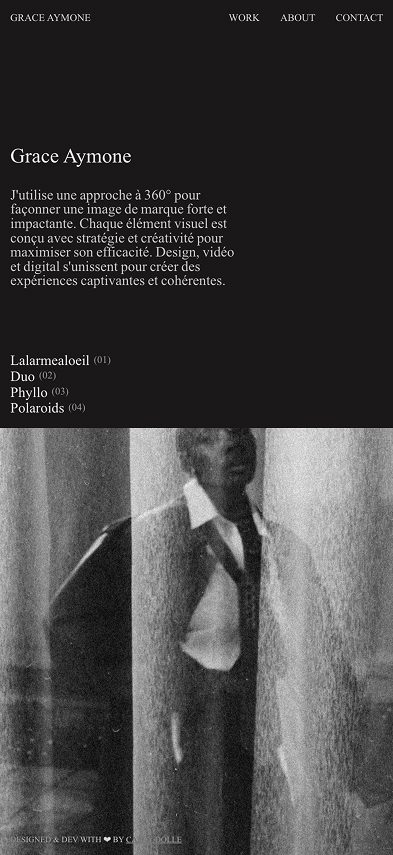 GRACE AYMONE WORK ABOUT CONTACT
Grace Aymone
J'utilise une approche à 360° pour
façonner une image de marque forte et
impactante. Chaque élément visuel est
conçu avec stratégie et créativité pour
maximiser son efficacité. Design, vidéo
et digital s'unissent pour créer des
expériences captivantes et cohérentes.
Lalarmealoeil (01)
Duo (02)
Phyllo (03)
Polaroids (04)
DESIGNED & DEV WITH ❤ BY